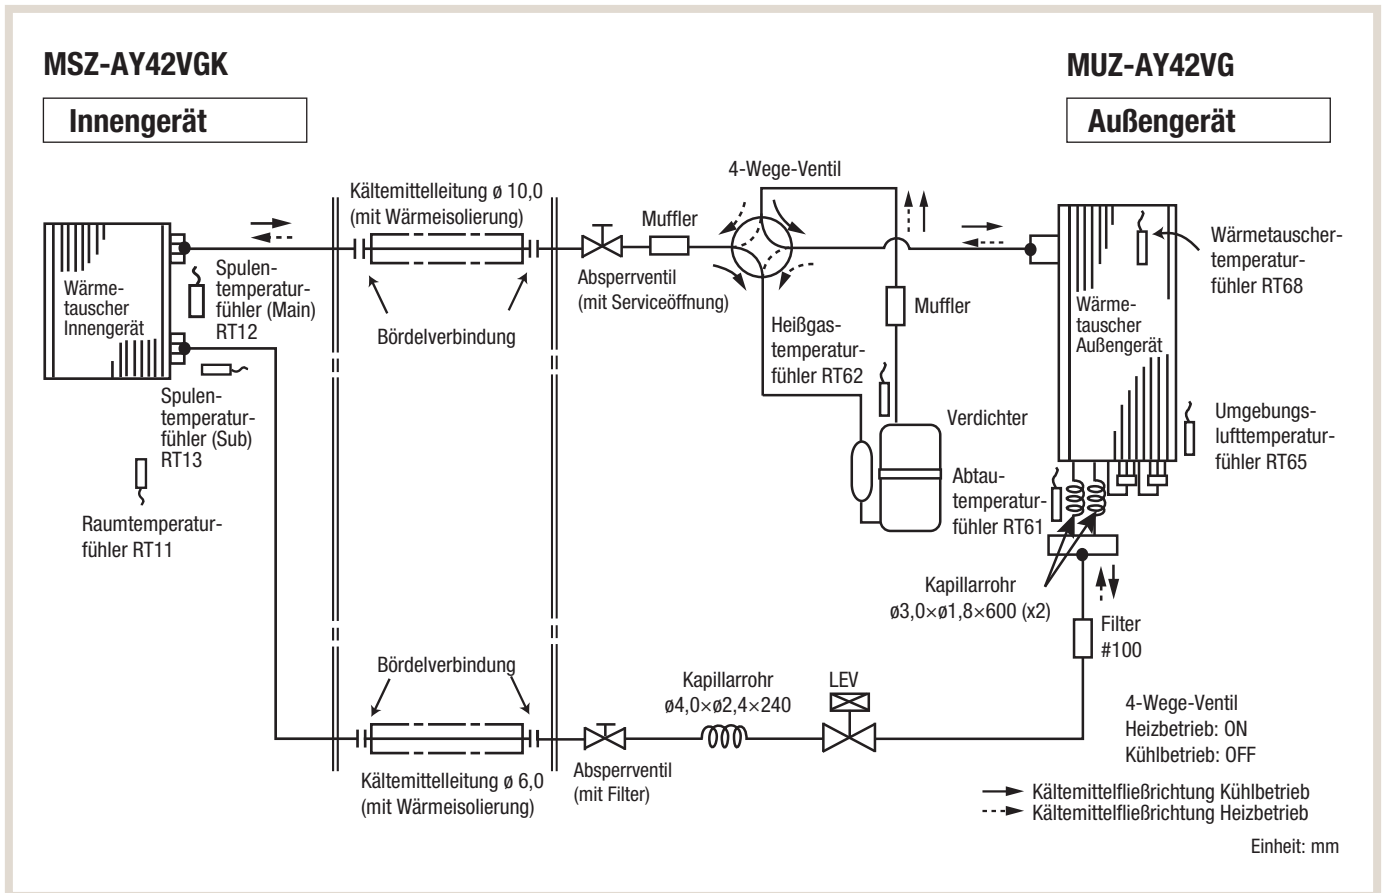 MSZ-AY42VGK
Innengerät
MUZ-AY42VG
Außengerät
4-Wege-Ventil
Kältemittelleitung ø 10,0
(mit Wärmeisolierung)
Muffler
Absperrventil
(mit Serviceöffnung)
Bördelverbindung
Wärme-
tauscher
Innengerät
Spulen-
temperatur-
fühler (Main)
RT12
Spulen-
temperatur-
fühler (Sub)
RT13
Raumtemperatur-
fühler RT11
Heißgas-
temperatur-
fühler RT62
Muffler
Verdichter
Wärme-
tauscher
Außengerät
Wärmetauscher-
temperatur-
fühler RT68
Umgebungs-
lufttemperatur-
fühler RT65
Abtau-
temperatur-
fühler RT61
Kapillarrohr
ø3,0×ø1,8×600 (x2)
Filter
#100
Bördelverbindung
Kältemittelleitung ø 6,0
(mit Wärmeisolierung)
Absperrventil
(mit Filter)
Kapillarrohr
ø4,0×ø2,4×240
LEV
4-Wege-Ventil
Heizbetrieb: ON
Kühlbetrieb: OFF
Kältemittelfließrichtung Kühlbetrieb
Kältemittelfließrichtung Heizbetrieb
Einheit: mm